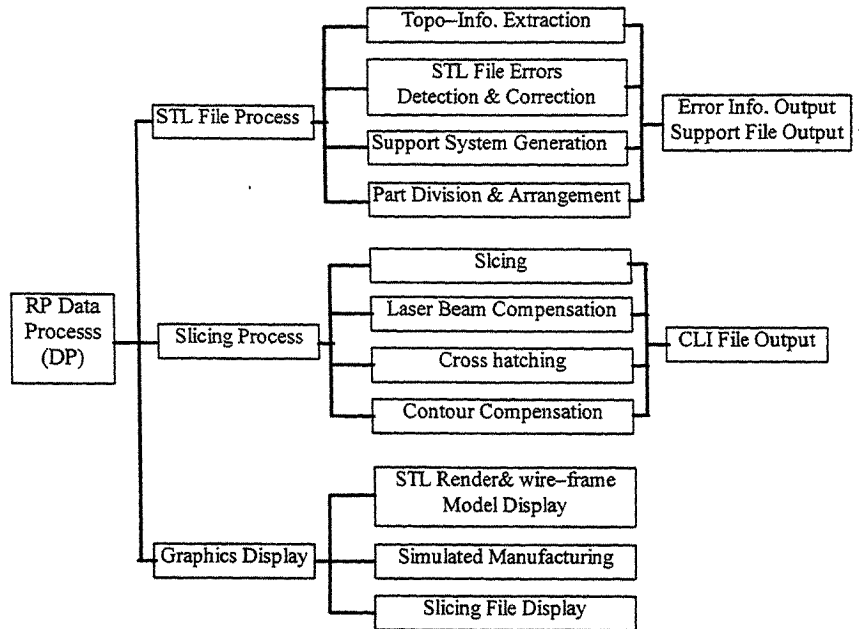 Topo-Info. Extraction
STL File Errors
Detection & Correction
STL File Process
Support System Generation
Part Division & Arrangement
Error Info. Output
Support File Output
RP Data
Processs
(DP)
Slicing Process
Slcing
Laser Beam Compensation
Cross hatching
Contour Compensation
CLI File Output
Graphics Display
STL Render& wire-frame
Model Display
Simulated Manufacturing
Slicing File Display